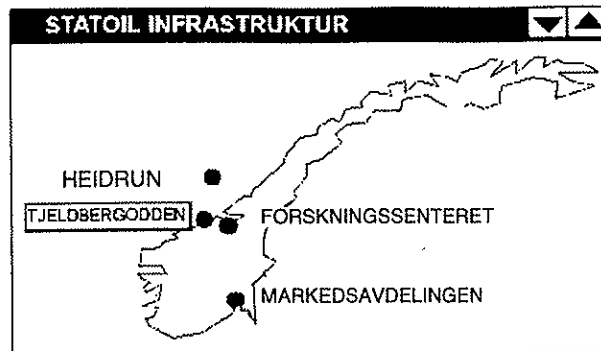 STATOIL INFRASTRUKTUR
HEIDRUN
TJELDBERGODDEN
FORSKNINGSSENTERET
MARKEDSAVDELINGEN